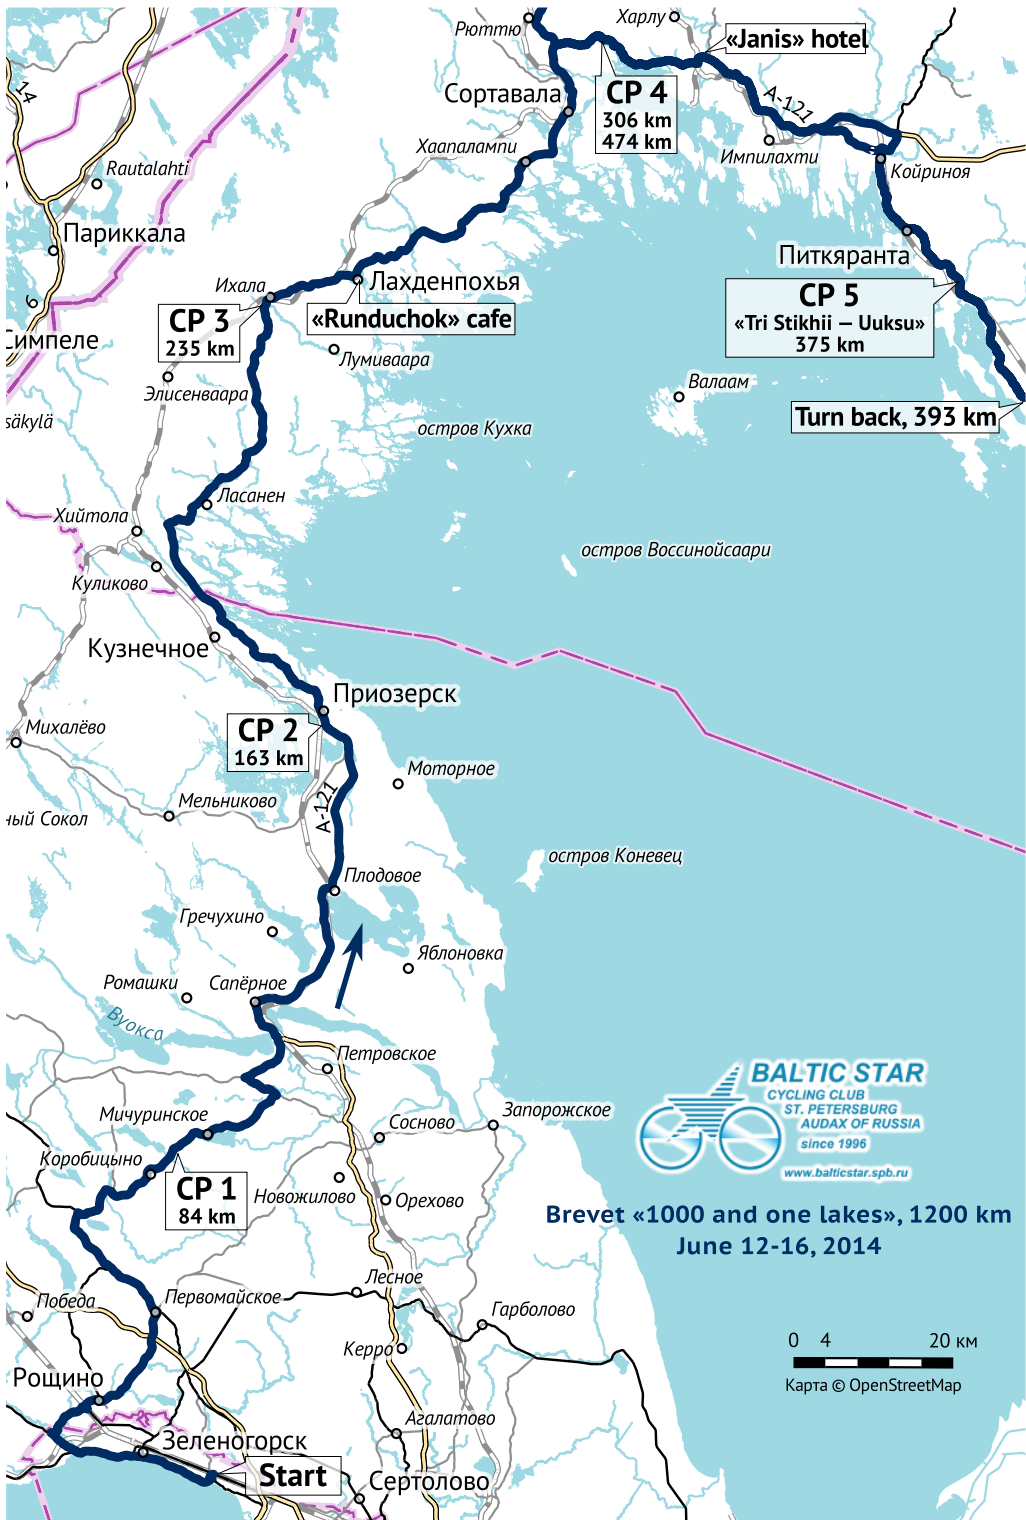 Рюттю
Харлу
«Janis» hotel
14
Сортавала
CP 4
306 km
474 km
A-121
Хаапалампи
Импилахти
Rautalahti
Койриноя
Париккала
Питкяранта
Ихала
Лахденпохья
CP 5
«Tri Stikhii — Uuksu»
375 km
6
CP 3
235 km
«Runduchok» cafe
Симпеле
Лумиваара
Элисенваара
Валаам
Turn back, 393 km
säkylä
остров Кухка
Ласанен
Хийтола
остров Воссинойсаари
Куликово
Кузнечное
Приозерск
Михалёво
CP 2
163 km
Моторное
Мельниково
A-121
ный Сокол
остров Коневец
Плодовое
Гречухино
Яблоновка
Ромашки
Сапёрное
Вуокса
Петровское
BALTIC STAR
CYCLING CLUB
ST. PETERSBURG
AUDAX OF RUSSIA
since 1996
www.balticstar.spb.ru
Мичуринское
Сосново
Запорожское
Коробицыно
CP 1
84 km
Новожилово
Орехово
Brevet «1000 and one lakes», 1200 km
June 12-16, 2014
Лесное
Победа
Первомайское
Гарболово
Керро
0 4 20 км
Карта © OpenStreetMap
Рощино
Агалатово
Зеленогорск
Start
Сертолово